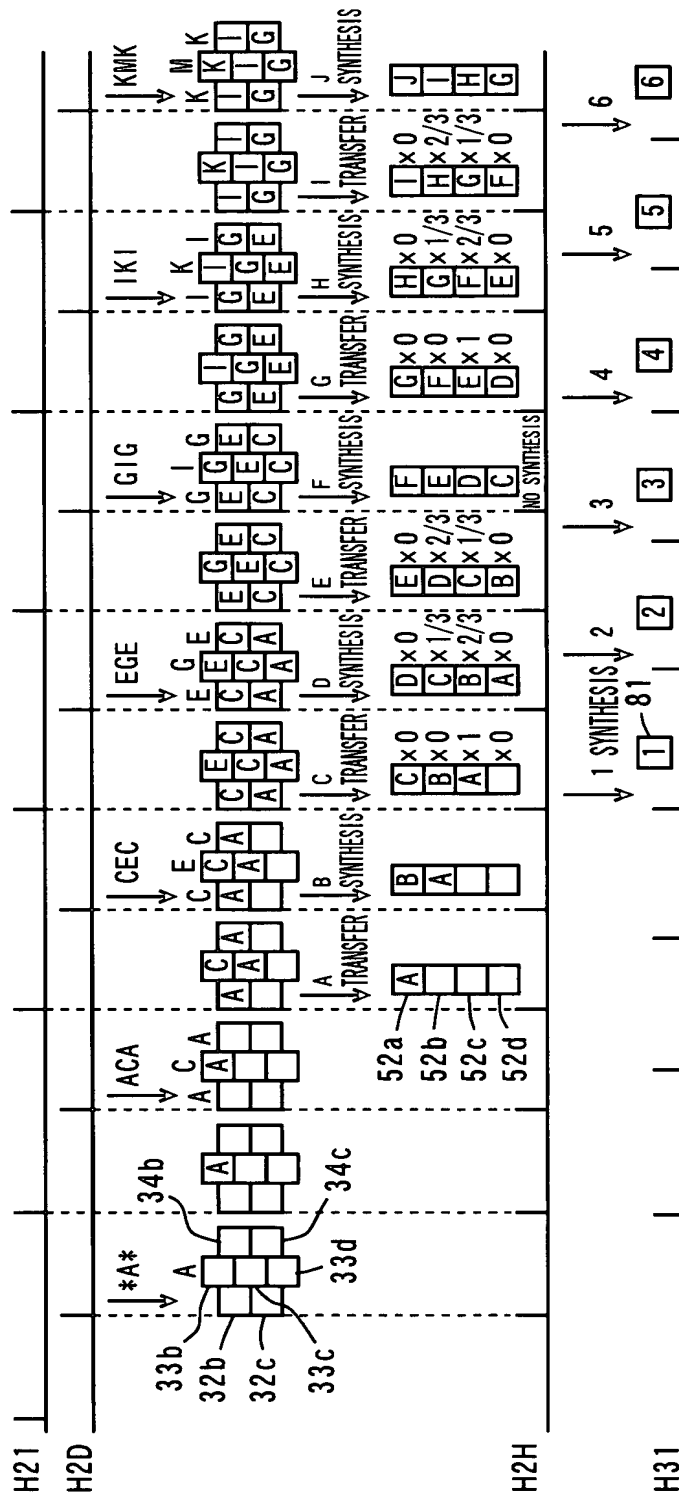 H21
H2D
*A* ACA CEC EGE GIG IKI KMK
A A C A C E C E G E G I G I K I K M K
A A C C E E G G I I K K
A A A A C C C C E C C E E E E G E E G G G G I G G I I I I
A A C C E E G G I I
A A A A C C C C E E E E G G G G
A A C C E E G G
33b 34b
32b
32c
33c 33d 34c
A B C D E F G H I J
TRANSFER SYNTHESIS TRANSFER SYNTHESIS TRANSFER SYNTHESIS TRANSFER SYNTHESIS TRANSFER SYNTHESIS
52a A B C×0 D×0 E×0 F G×0 H×0 I×0 J
52b A B×0 C×1/3 D×2/3 E F×0 G×1/3 H×2/3 I
52c A×1 B×2/3 C×1/3 D E×1 F×2/3 G×1/3 H
52d ×0 A×0 B×0 C D×0 E×0 F×0 G
NO SYNTHESIS
H2H
1 SYNTHESIS 2 3 4 5 6
1 2 3 4 5 6
81
H31